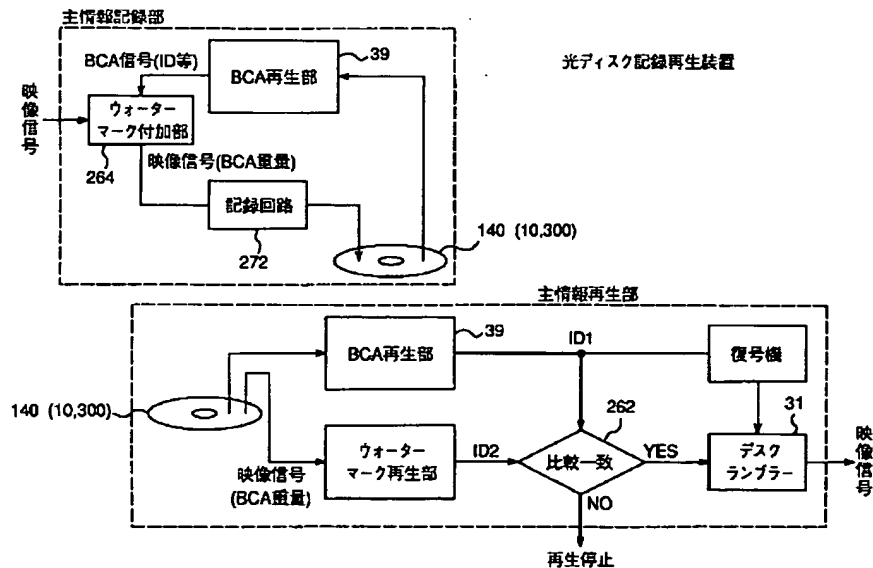 主情報記録部
BCA信号(ID等)
BCA再生部
39
光ディスク記録再生装置
映像信号
ウォーター
マーク付加部
264
映像信号(BCA重量)
記録回路
272
140 (10,300)
主情報再生部
BCA再生部
39
ID1
復号機
140 (10,300)
262
31
映像信号
(BCA重量)
ウォーター
マーク再生部
ID2
比較一致
YES
デスク
ランブラー
映像信号
NO
再生停止